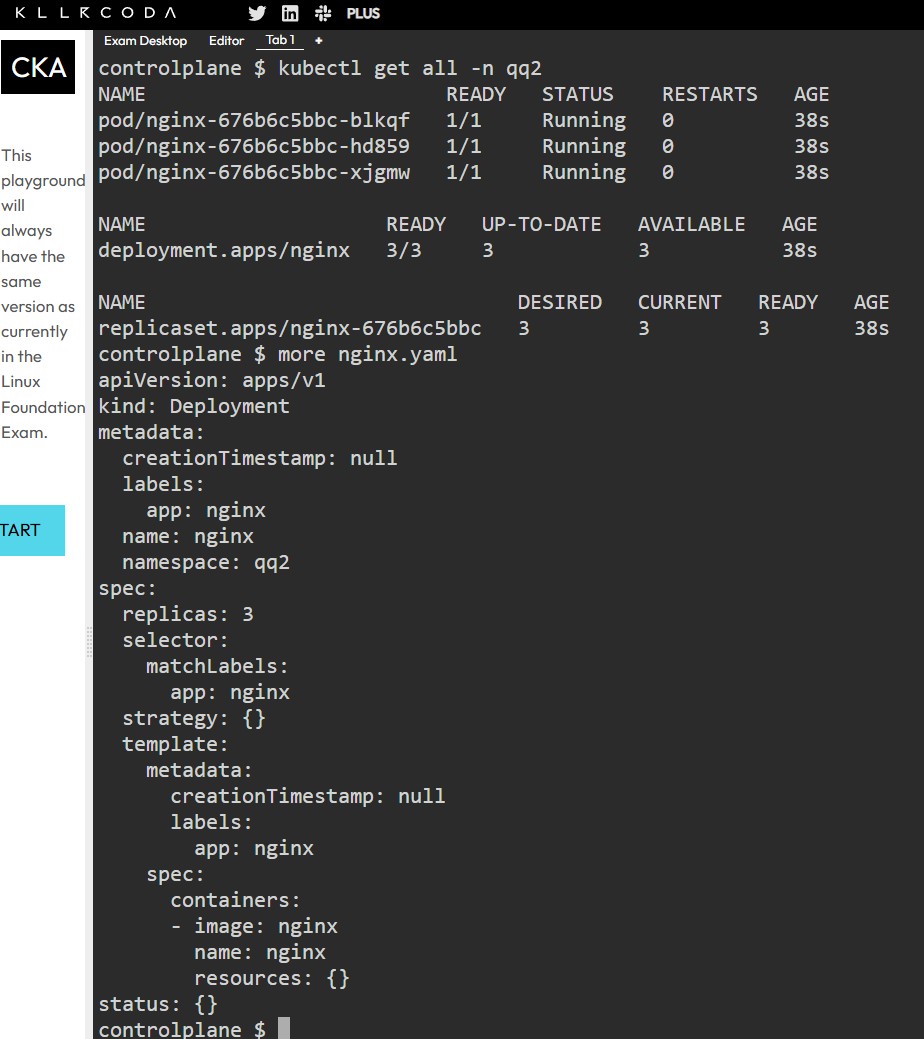 KLLRCODA PLUS
Exam Desktop Editor Tab 1 +
CKA
This
playground
will
always
have the
same
version as
currently
in the
Linux
Foundation
Exam.
TART
controlplane $ kubectl get all -n qq2
NAME                         READY   STATUS    RESTARTS   AGE
pod/nginx-676b6c5bbc-blkqf   1/1     Running   0          38s
pod/nginx-676b6c5bbc-hd859   1/1     Running   0          38s
pod/nginx-676b6c5bbc-xjgmw   1/1     Running   0          38s

NAME                    READY   UP-TO-DATE   AVAILABLE   AGE
deployment.apps/nginx   3/3     3            3           38s

NAME                               DESIRED   CURRENT   READY   AGE
replicaset.apps/nginx-676b6c5bbc   3         3         3       38s
controlplane $ more nginx.yaml
apiVersion: apps/v1
kind: Deployment
metadata:
  creationTimestamp: null
  labels:
    app: nginx
  name: nginx
  namespace: qq2
spec:
  replicas: 3
  selector:
    matchLabels:
      app: nginx
  strategy: {}
  template:
    metadata:
      creationTimestamp: null
      labels:
        app: nginx
    spec:
      containers:
      - image: nginx
        name: nginx
        resources: {}
status: {}
controlplane $